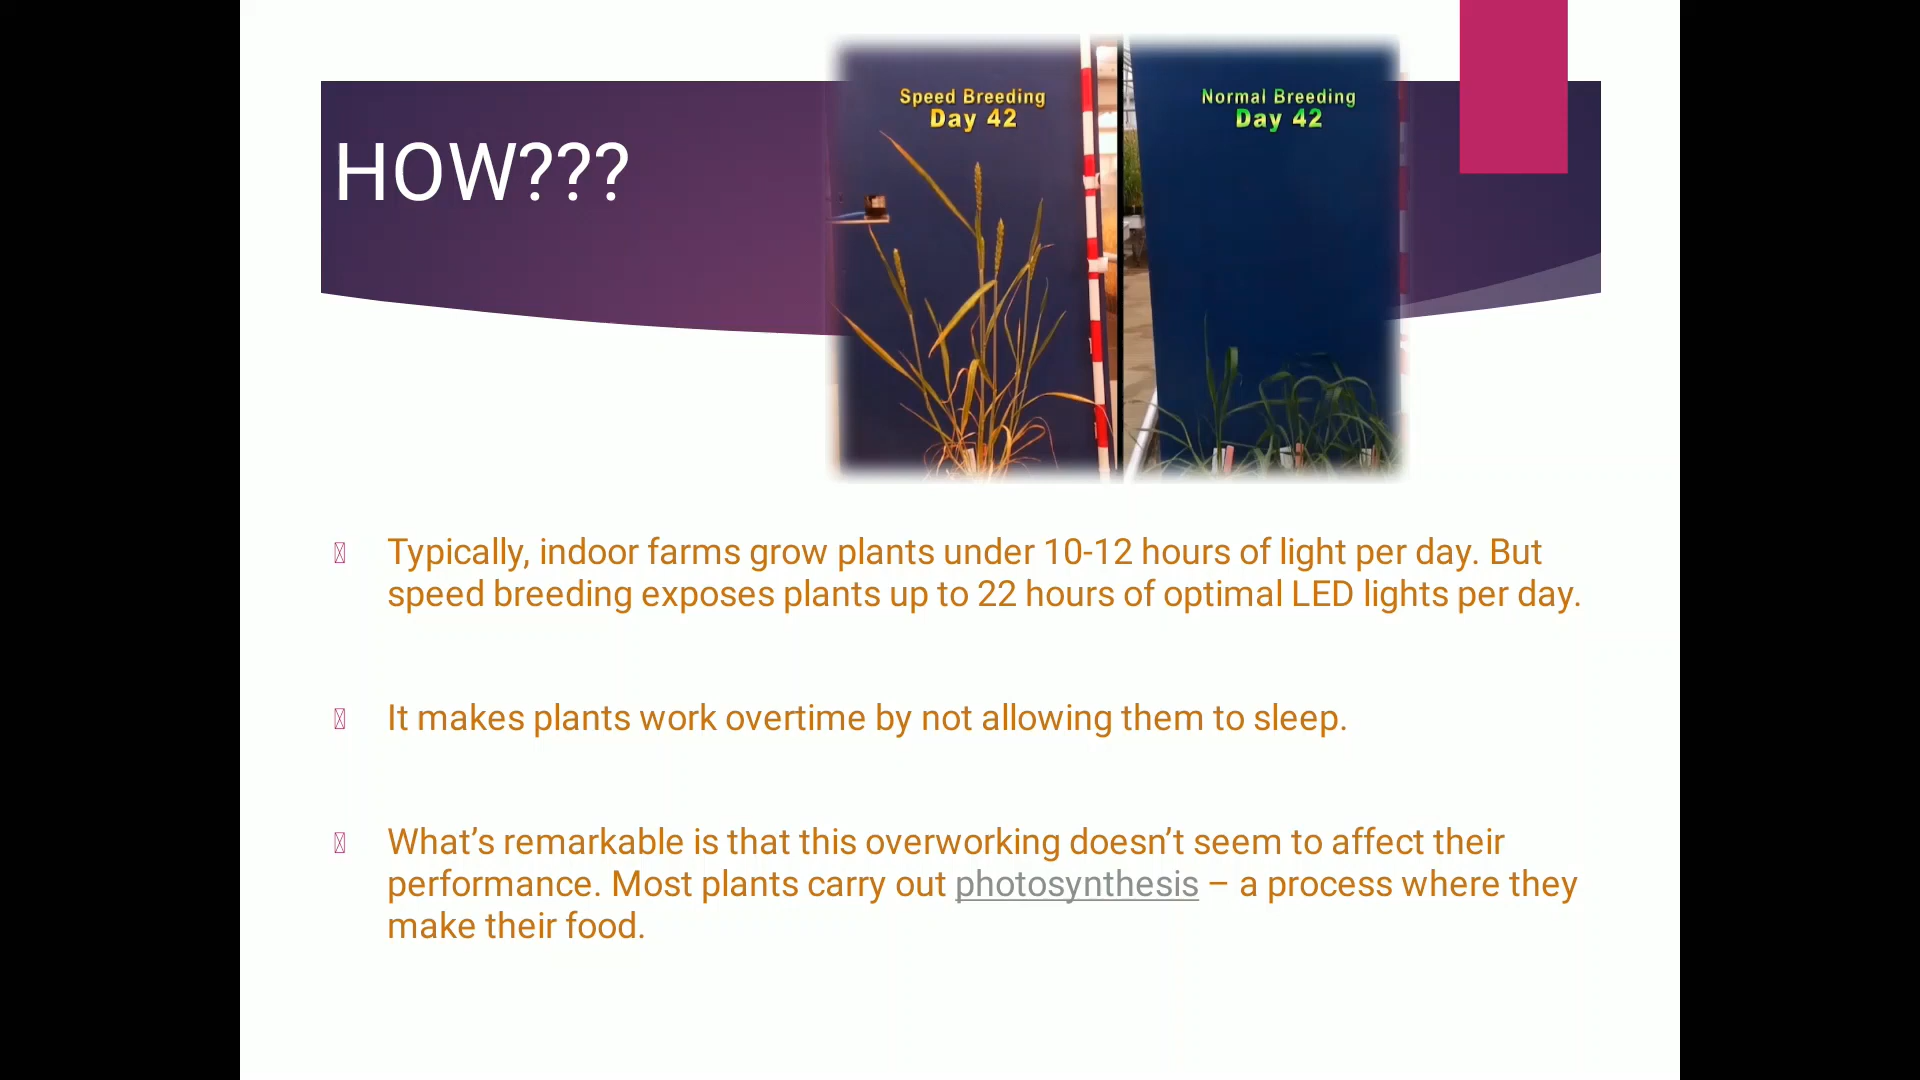 Speed Breeding
Day 42
Normal Breeding
Day 42
HOW???
Typically, indoor farms grow plants under 10-12 hours of light per day. But
speed breeding exposes plants up to 22 hours of optimal LED lights per day.
It makes plants work overtime by not allowing them to sleep.
What’s remarkable is that this overworking doesn’t seem to affect their
performance. Most plants carry out photosynthesis – a process where they
make their food.